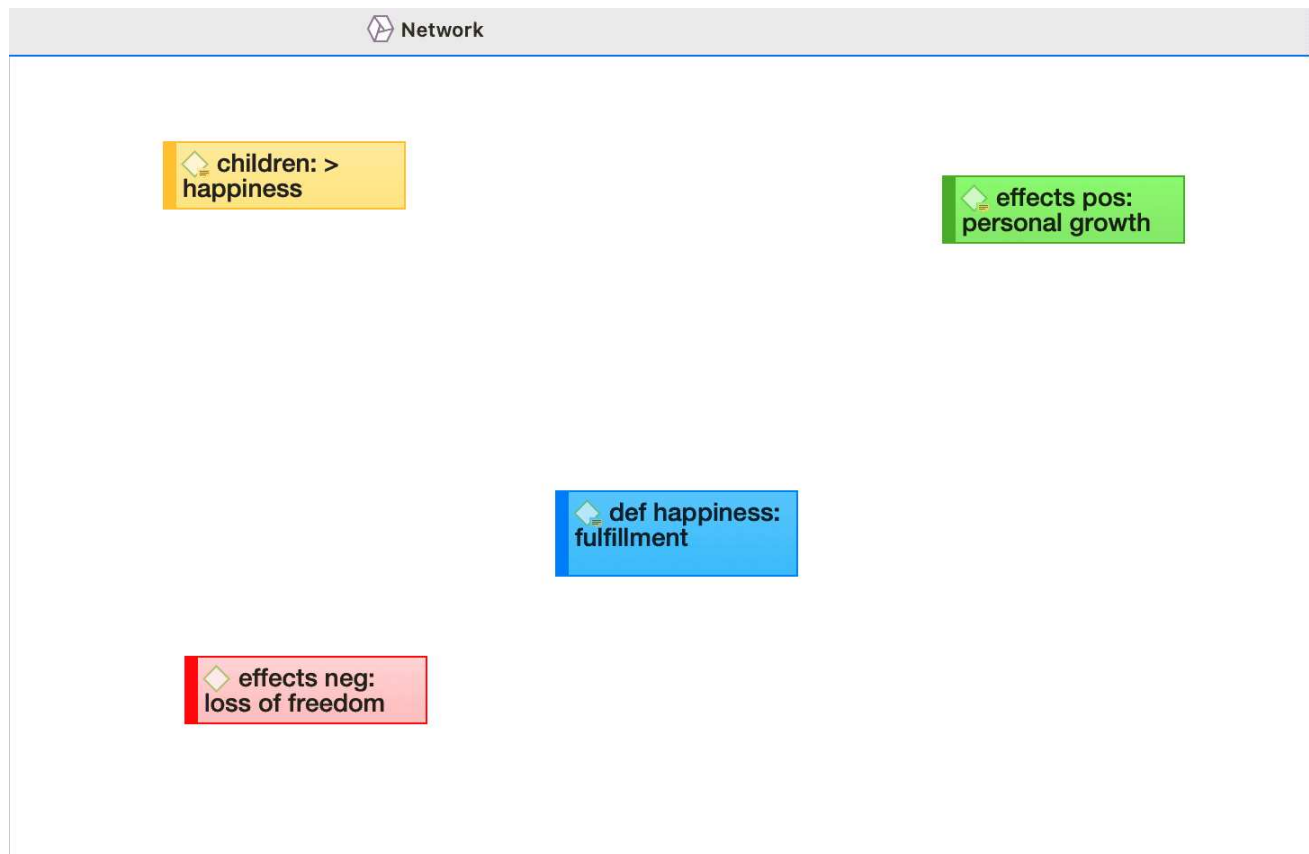 Network
children: >
happiness
effects pos:
personal growth
def happiness:
fulfillment
effects neg:
loss of freedom